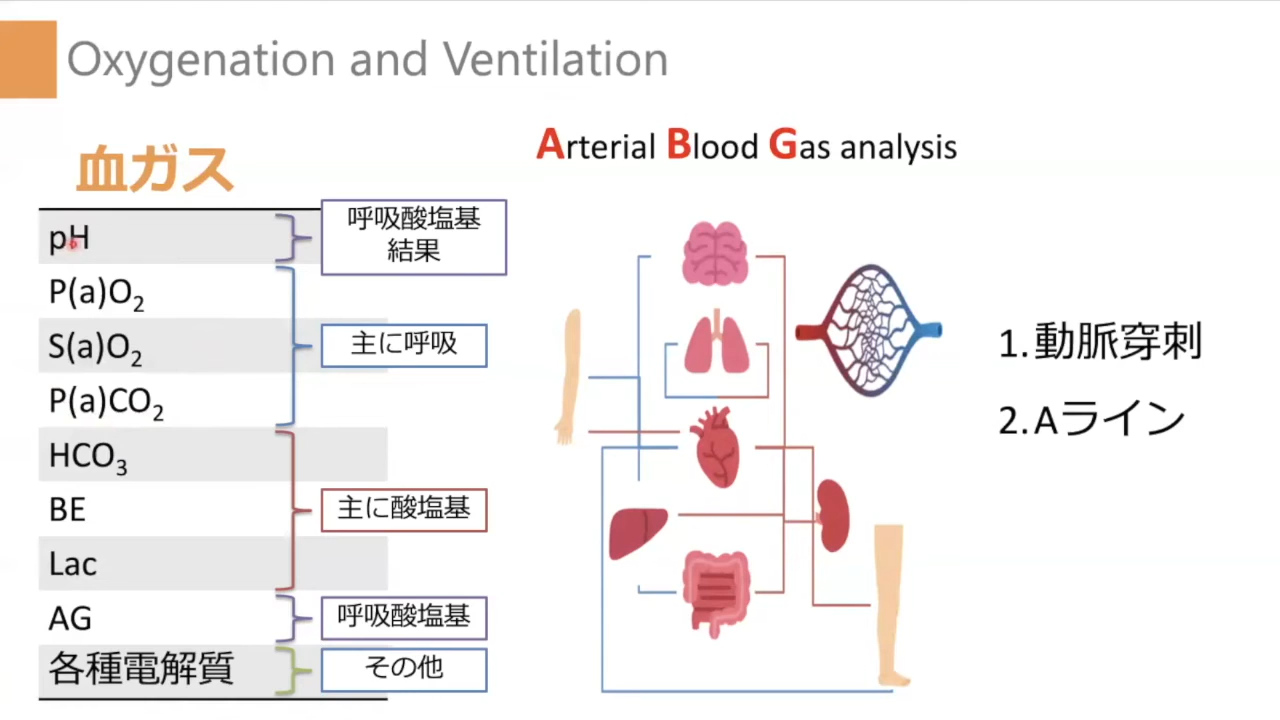 Oxygenation and Ventilation
血ガス
pH
P(a)O₂
S(a)O₂
P(a)CO₂
HCO₃
BE
Lac
AG
各種電解質
呼吸酸塩基
結果
主に呼吸
主に酸塩基
呼吸酸塩基
その他
Arterial Blood Gas analysis
1. 動脈穿刺
2. Aライン